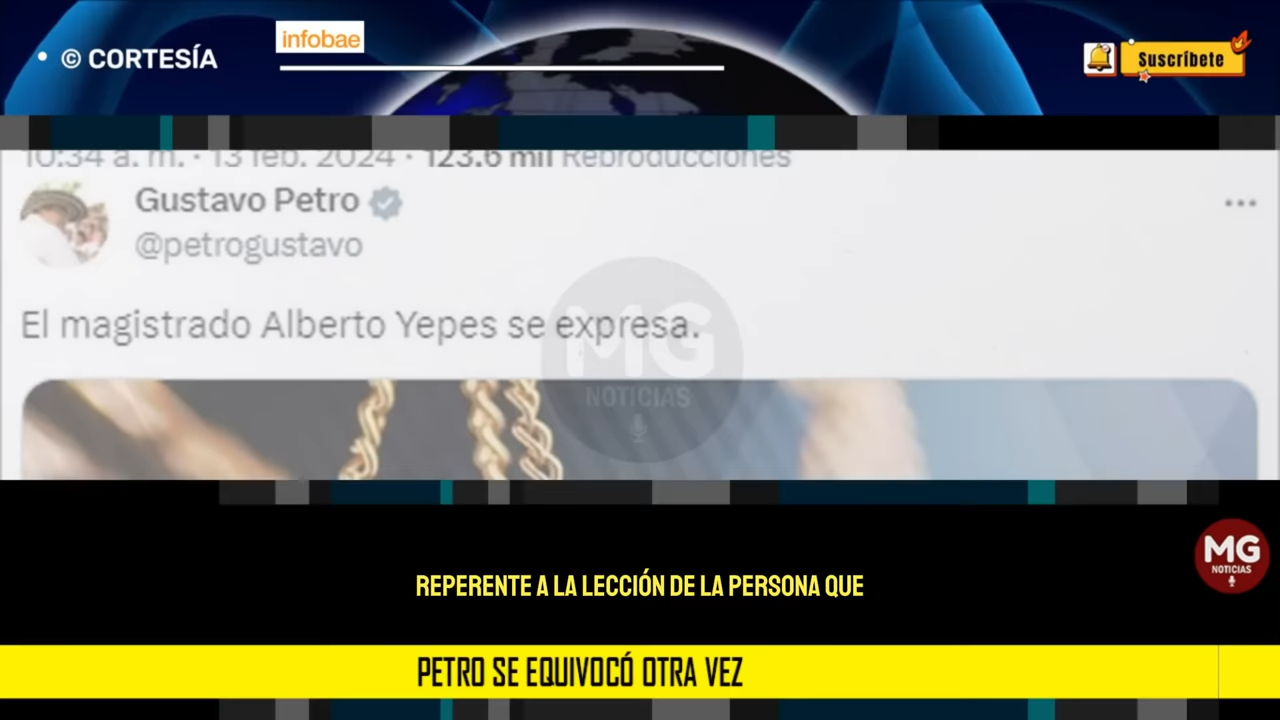 infobae
• © CORTESÍA
Suscríbete
10:34 a. m. · 13 feb. 2024 · 123.6 mil Reproducciones
Gustavo Petro
@petrogustavo
El magistrado Alberto Yepes se expresa.
MG
NOTICIAS
MG
NOTICIAS
REPERENTE A LA LECCIÓN DE LA PERSONA QUE
PETRO SE EQUIVOCÓ OTRA VEZ